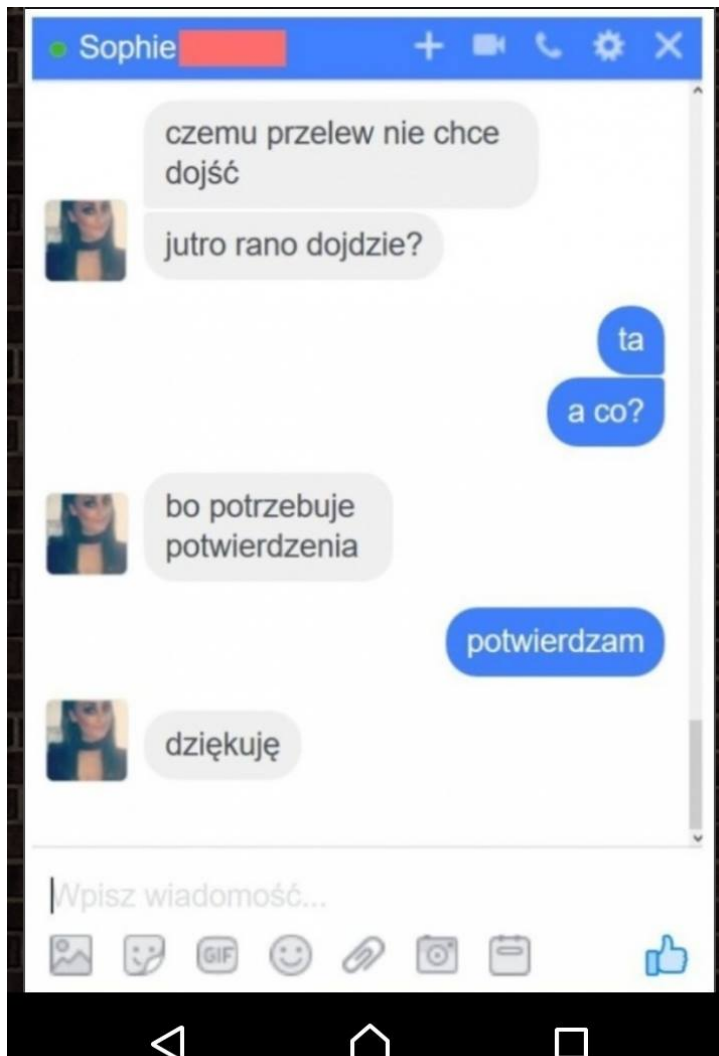 Sophie
czemu przelew nie chce
dojść
jutro rano dojdzie?
ta
a co?
bo potrzebuje
potwierdzenia
potwierdzam
dziękuję
Wpisz wiadomość...
GIF